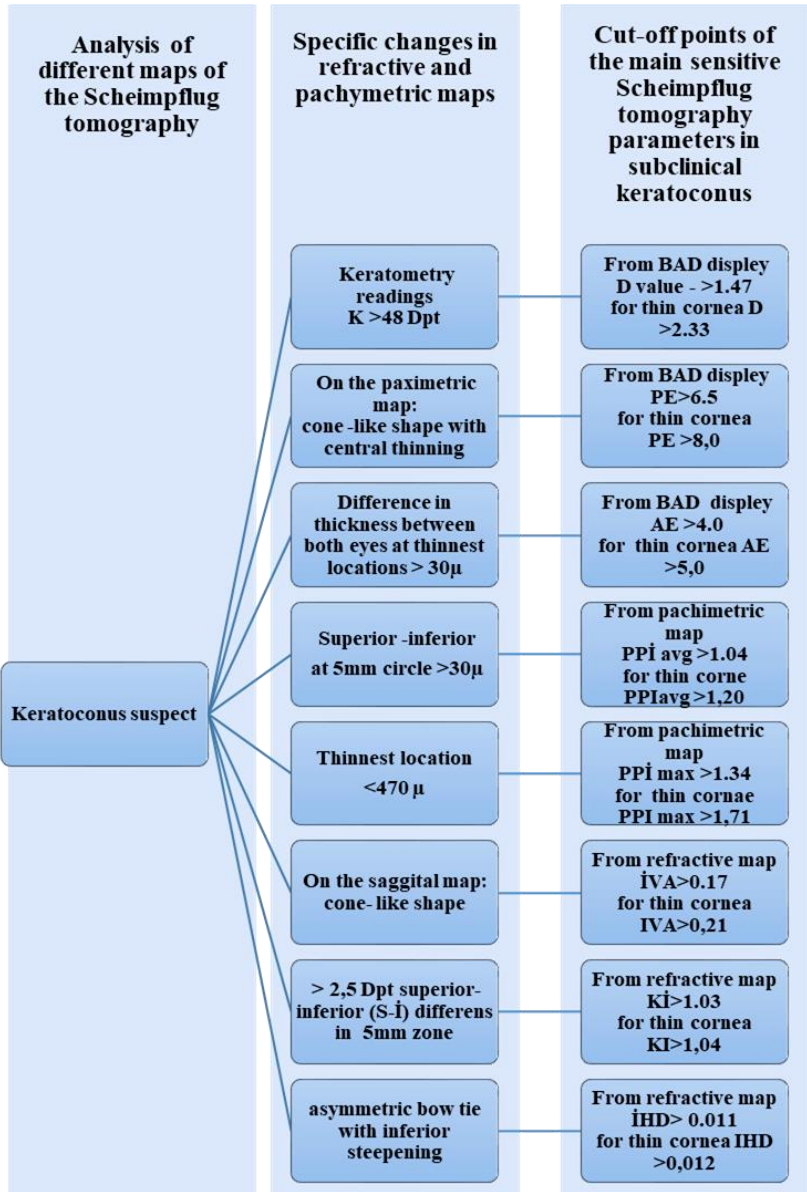 Analysis of
different maps of
the Scheimpflug
tomography
Specific changes in
refractive and
pachymetric maps
Cut-off points of
the main sensitive
Scheimpflug
tomography
parameters in
subclinical
keratoconus
Keratoconus suspect
Keratometry
readings
K >48 Dpt
From BAD displey
D value - >1.47
for thin cornea D
>2.33
On the paximetric
map:
cone -like shape with
central thinning
From BAD displey
PE>6.5
for thin cornea
PE >8,0
Difference in
thickness between
both eyes at thinnest
locations > 30µ
From BAD displey
AE >4.0
for thin cornea AE
>5,0
Superior -inferior
at 5mm circle >30µ
From pachimetric
map
PPİ avg >1.04
for thin corne
PPIavg >1,20
Thinnest location
<470 µ
From pachimetric
map
PPİ max >1.34
for thin cornae
PPI max >1,71
On the saggital map:
cone- like shape
From refractive map
İVA>0.17
for thin cornea
IVA>0,21
> 2,5 Dpt superior-
inferior (S-İ) differens
in 5mm zone
From refractive map
Kİ>1.03
for thin cornea
KI>1,04
asymmetric bow tie
with inferior
steepening
From refractive map
İHD> 0.011
for thin cornea IHD
>0,012